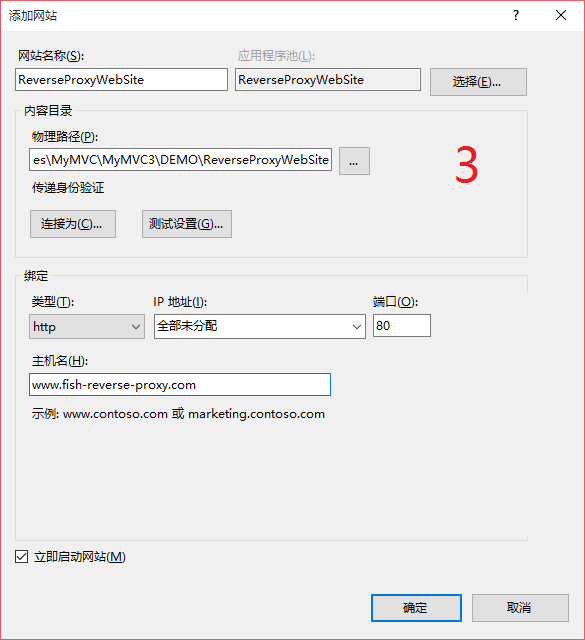 添加网站
?
网站名称(S):
应用程序池(L):
ReverseProxyWebSite
ReverseProxyWebSite
选择(E)...
内容目录
物理路径(P):
es\MyMVC\MyMVC3\DEMO\ReverseProxyWebSite
...
3
传递身份验证
连接为(C)...
测试设置(G)...
绑定
类型(T):
IP 地址(I):
端口(O):
http
全部未分配
80
主机名(H):
www.fish-reverse-proxy.com
示例: www.contoso.com 或 marketing.contoso.com
立即启动网站(M)
确定
取消